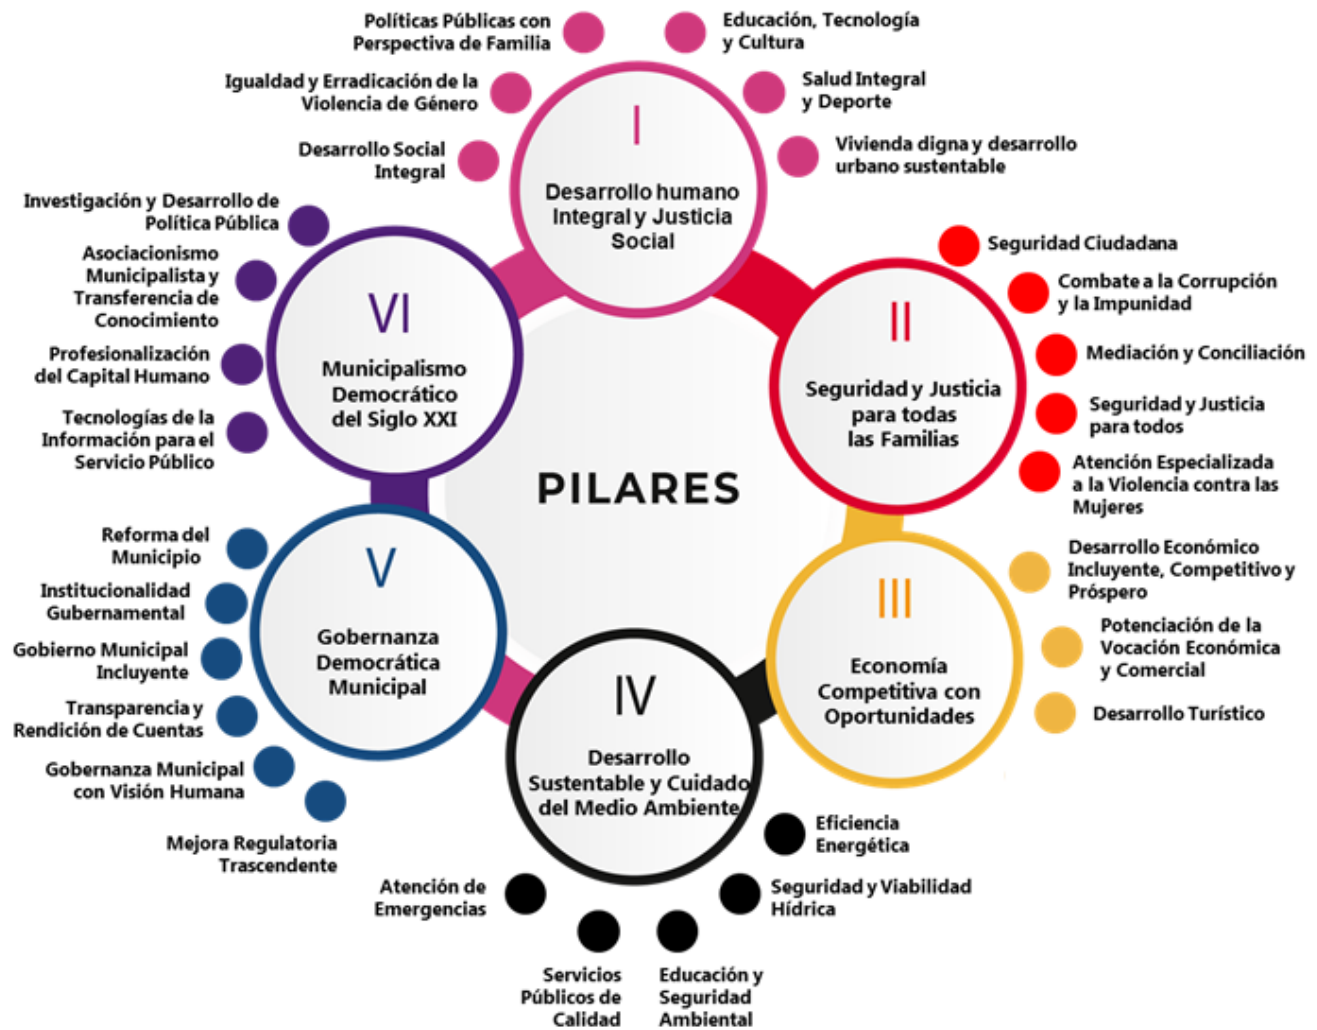 Políticas Públicas con
Perspectiva de Familia
Educación, Tecnología
y Cultura
Igualdad y Erradicación de la
Violencia de Género
Salud Integral
y Deporte
Desarrollo Social
Integral
Vivienda digna y desarrollo
urbano sustentable
I
Desarrollo humano
Integral y Justicia
Social
Seguridad Ciudadana
Combate a la Corrupción
y la Impunidad
Mediación y Conciliación
Seguridad y Justicia
para todos
Atención Especializada
a la Violencia contra las
Mujeres
II
Seguridad y Justicia
para todas
las Familias
Desarrollo Económico
Incluyente, Competitivo y
Próspero
Potenciación de la
Vocación Económica
y Comercial
Desarrollo Turístico
III
Economía
Competitiva con
Oportunidades
IV
Desarrollo
Sustentable y Cuidado
del Medio Ambiente
Eficiencia
Energética
Seguridad y Viabilidad
Hídrica
Educación y
Seguridad
Ambiental
Servicios
Públicos de
Calidad
Atención de
Emergencias
V
Gobernanza
Democrática
Municipal
Reforma del
Municipio
Institucionalidad
Gubernamental
Gobierno Municipal
Incluyente
Transparencia y
Rendición de Cuentas
Gobernanza Municipal
con Visión Humana
Mejora Regulatoria
Trascendente
VI
Municipalismo
Democrático
del Siglo XXI
Investigación y Desarrollo de
Política Pública
Asociacionismo
Municipalista y
Transferencia de
Conocimiento
Profesionalización
del Capital Humano
Tecnologías de la
Información para el
Servicio Público
PILARES